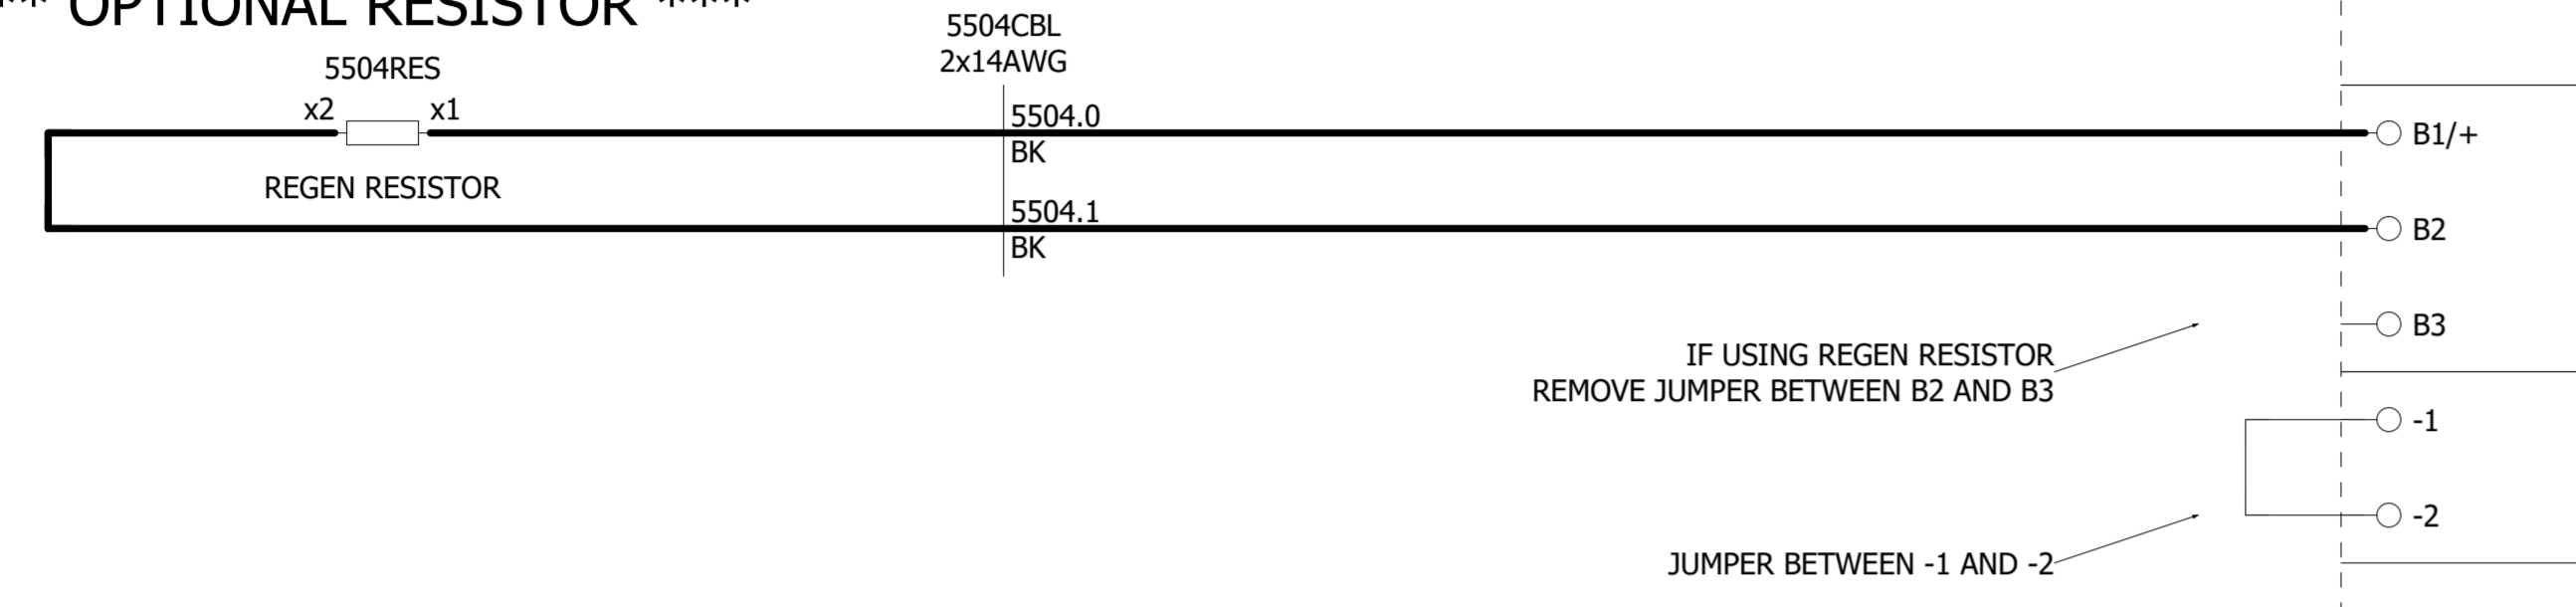 ** OPTIONAL RESISTOR ***
5504CBL
2x14AWG
5504RES
x2
x1
5504.0
BK
B1/+
REGEN RESISTOR
5504.1
BK
B2
B3
IF USING REGEN RESISTOR
REMOVE JUMPER BETWEEN B2 AND B3
-1
-2
JUMPER BETWEEN -1 AND -2